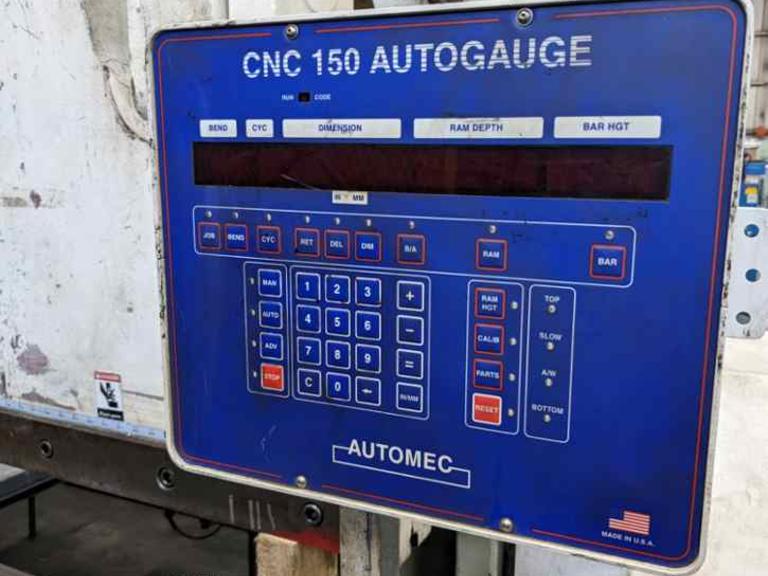 CNC 150 AUTOGAUGE
RUN CODE
BEND CYC DIMENSION RAM DEPTH BAR HGT
IN MM
JOB BEND CYC RET DEL DIM B/A RAM BAR
MAN 1 2 3 + RAM HGT TOP
AUTO 4 5 6 - CALIB SLOW
ADV 7 8 9 = PARTS A/W
STOP C 0 ← IN/MM RESET BOTTOM
AUTOMEC
MADE IN U.S.A.